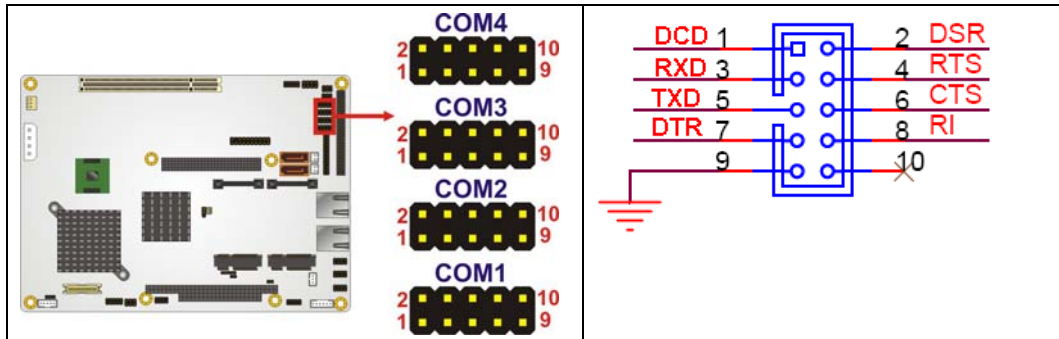 COM4
2 10
1 9
COM3
2 10
1 9
COM2
2 10
1 9
COM1
2 10
1 9
DCD 1 2 DSR
RXD 3 4 RTS
TXD 5 6 CTS
DTR 7 8 RI
9 10